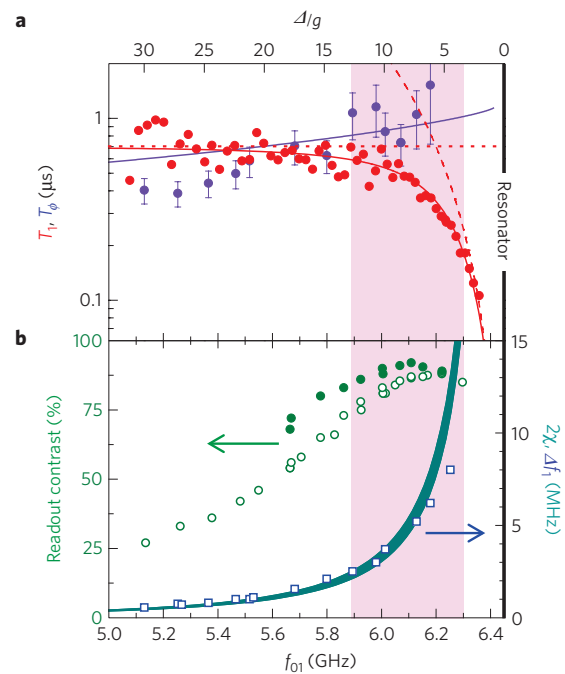 a
Δ/g
30 25 20 15 10 5 0
1
0.1
T₁, Tϕ (μs)
Resonator
b
100
75
50
25
0
Readout contrast (%)
15
10
5
0
2χ, Δf₁ (MHz)
5.0 5.2 5.4 5.6 5.8 6.0 6.2 6.4
f₀₁ (GHz)